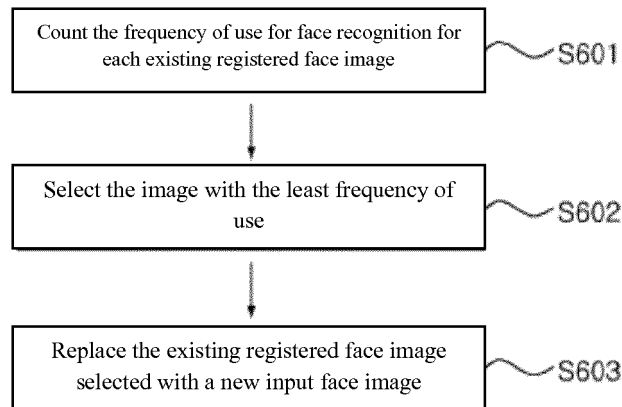 Count the frequency of use for face recognition for
each existing registered face image
S601
Select the image with the least frequency of
use
S602
Replace the existing registered face image
selected with a new input face image
S603